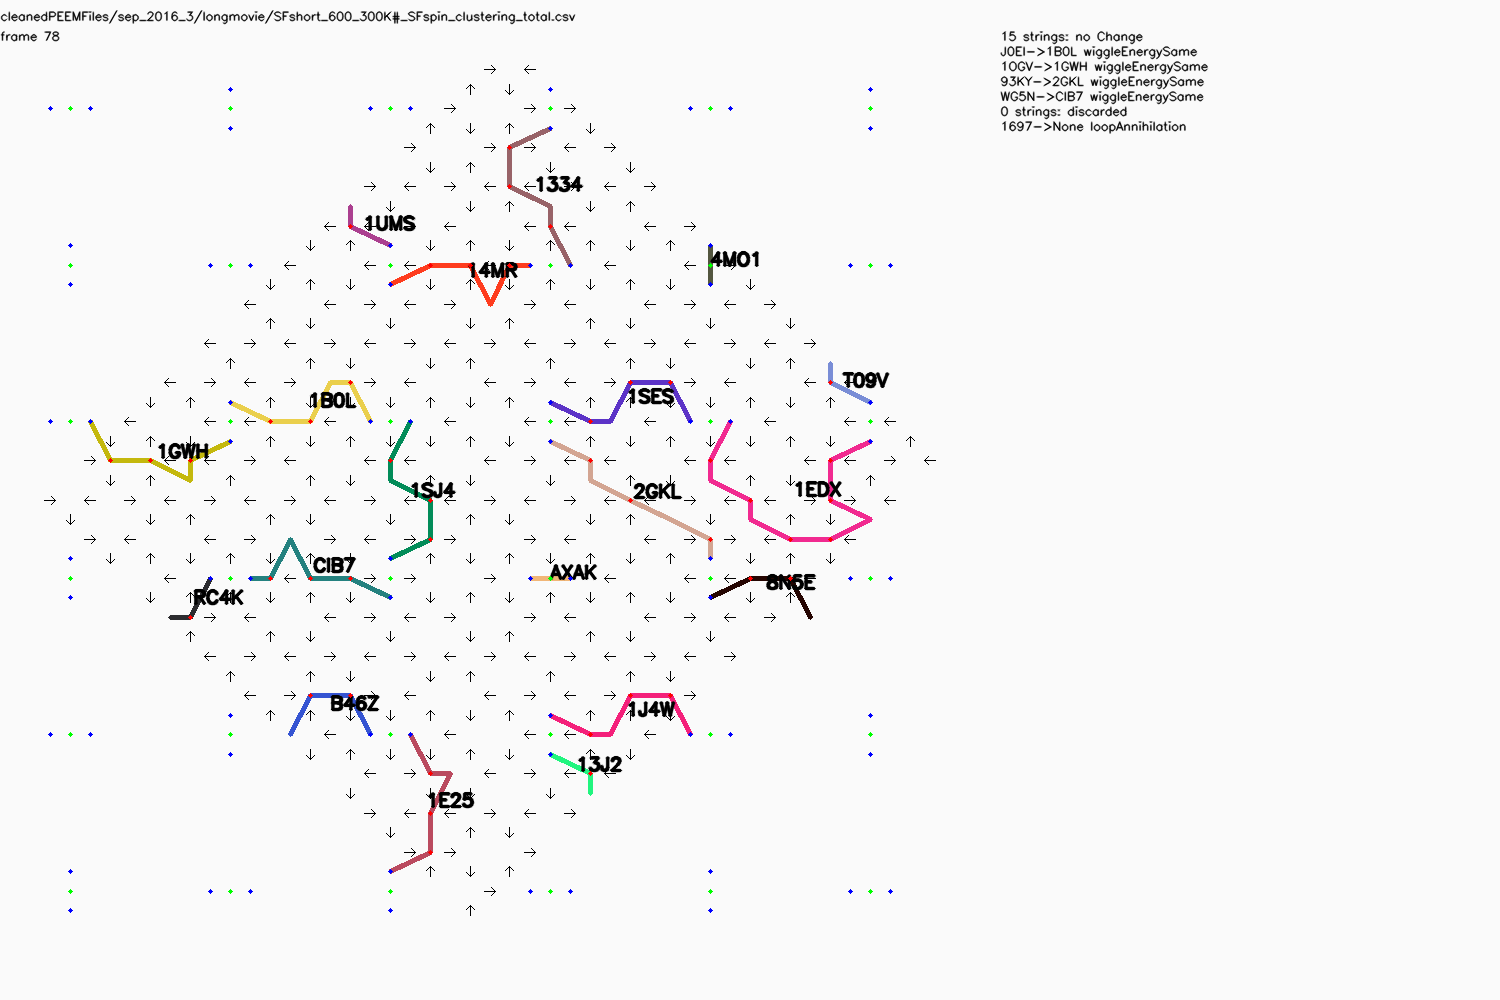 cleanedPEEMFiles/sep_2016_3/longmovie/SFshort_600_300K#_SFspin_clustering_total.csv
frame 78
15 strings: no Change
J0EI->1B0L wiggleEnergySame
1OGV->1GWH wiggleEnergySame
93KY->2GKL wiggleEnergySame
WG5N->CIB7 wiggleEnergySame
0 strings: discarded
1697->None loopAnnihilation
1334
1UMS
4MO1
14MR
T09V
1B0L
1SES
1GWH
1SJ4
2GKL
1EDX
CIB7
AXAK
8N5E
RC4K
B46Z
1J4W
13J2
1E25